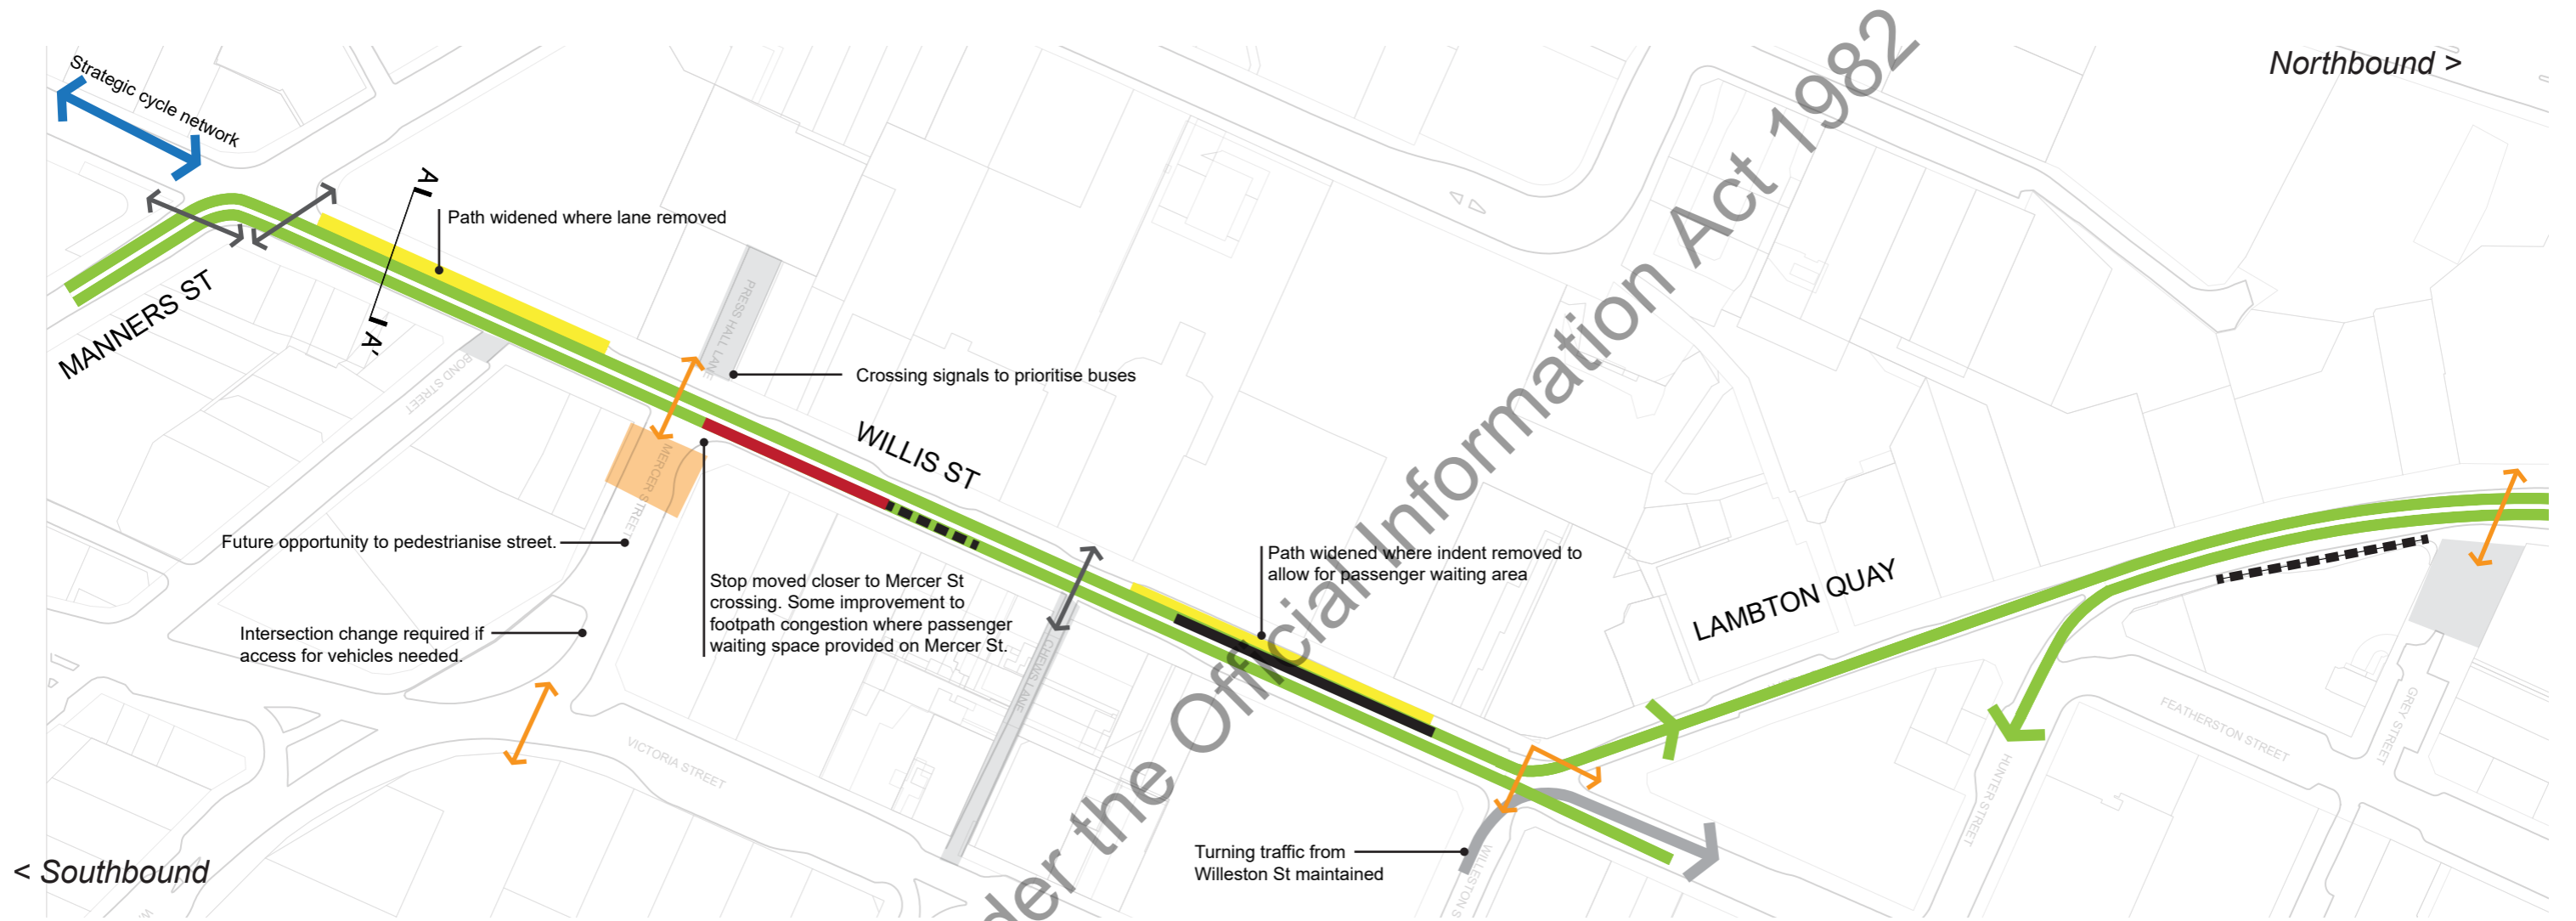 Northbound >
Strategic cycle network
A
A'
Path widened where lane removed
MANNERS ST
BOND STREET
PRESS HALL LANE
Crossing signals to prioritise buses
WILLIS ST
MERCER STREET
Future opportunity to pedestrianise street.
Intersection change required if
access for vehicles needed.
Stop moved closer to Mercer St
crossing. Some improvement to
footpath congestion where passenger
waiting space provided on Mercer St.
Path widened where indent removed to
allow for passenger waiting area
LAMBTON QUAY
CHEWS LANE
VICTORIA STREET
FEATHERSTON STREET
GREY STREET
HUNTER STREET
Turning traffic from
Willeston St maintained
WILLESTON S
< Southbound
the Official Information Act 1982